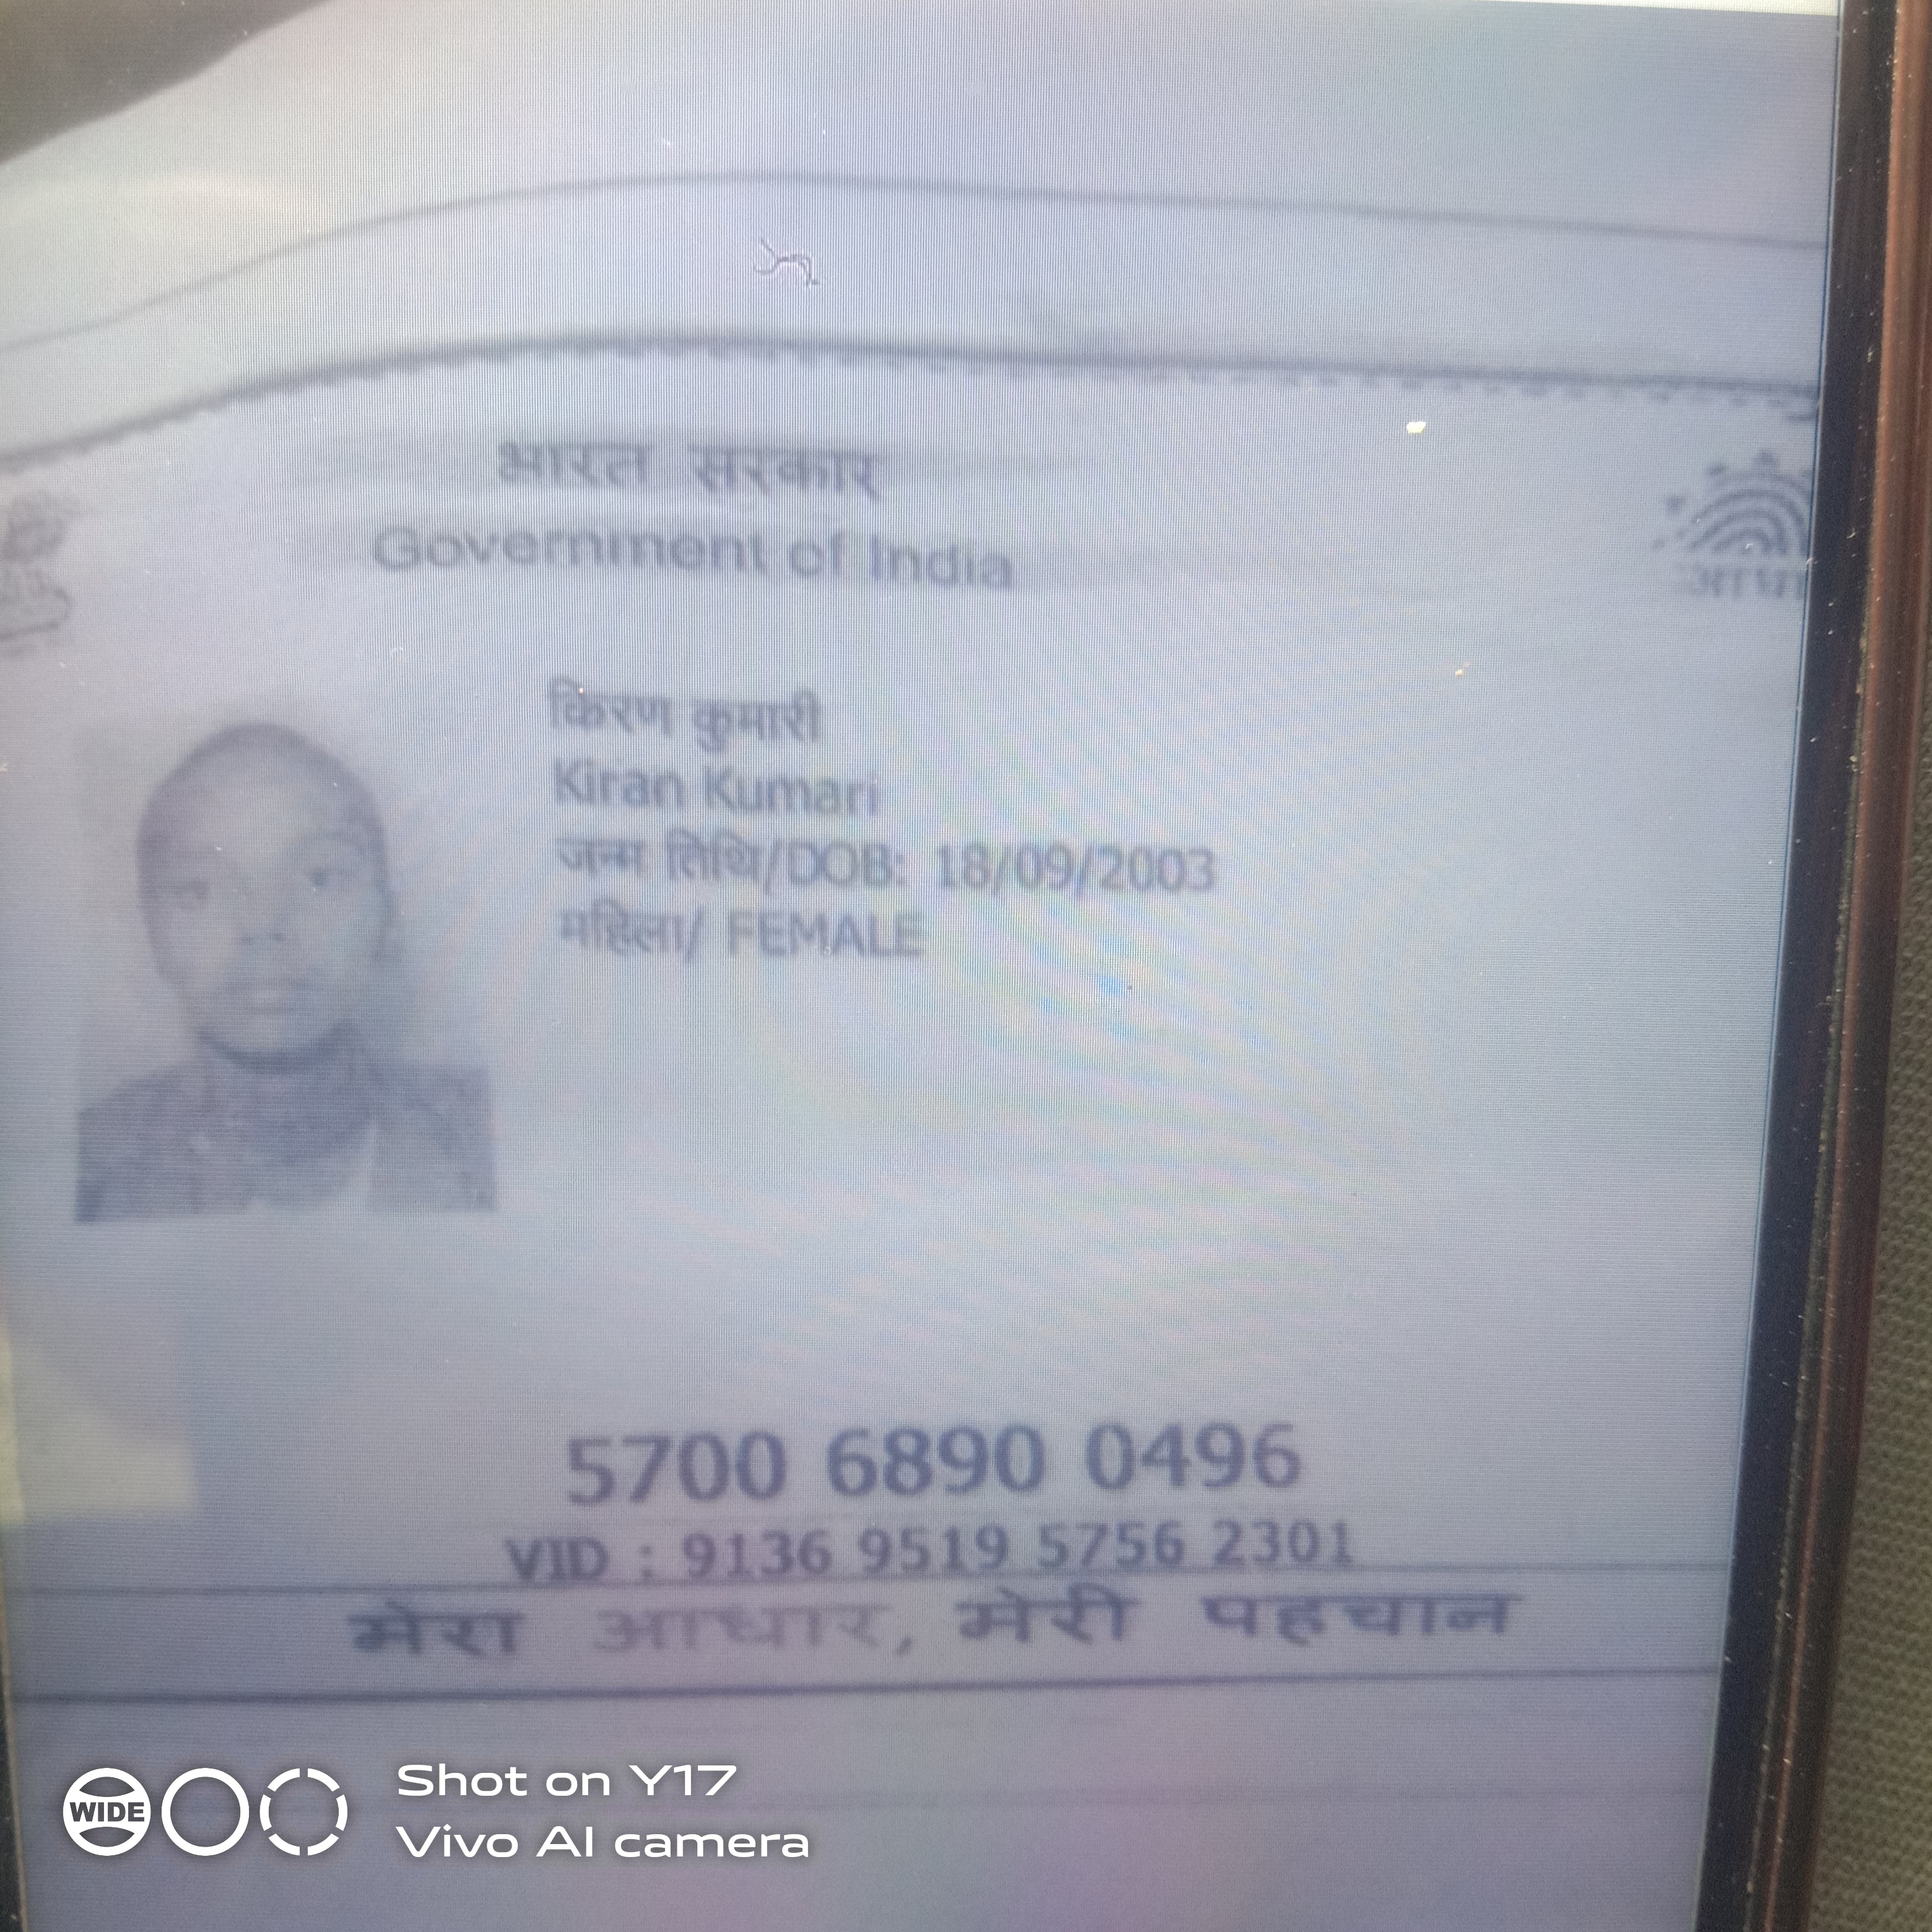 भारत सरकार
Government of India
किरण कुमारी
Kiran Kumari
जन्म तिथि/DOB: 18/09/2003
महिला/ FEMALE
5700 6890 0496
VID : 9136 9519 5756 2301
मेरा आधार, मेरी पहचान
WIDE
Shot on Y17
Vivo AI camera